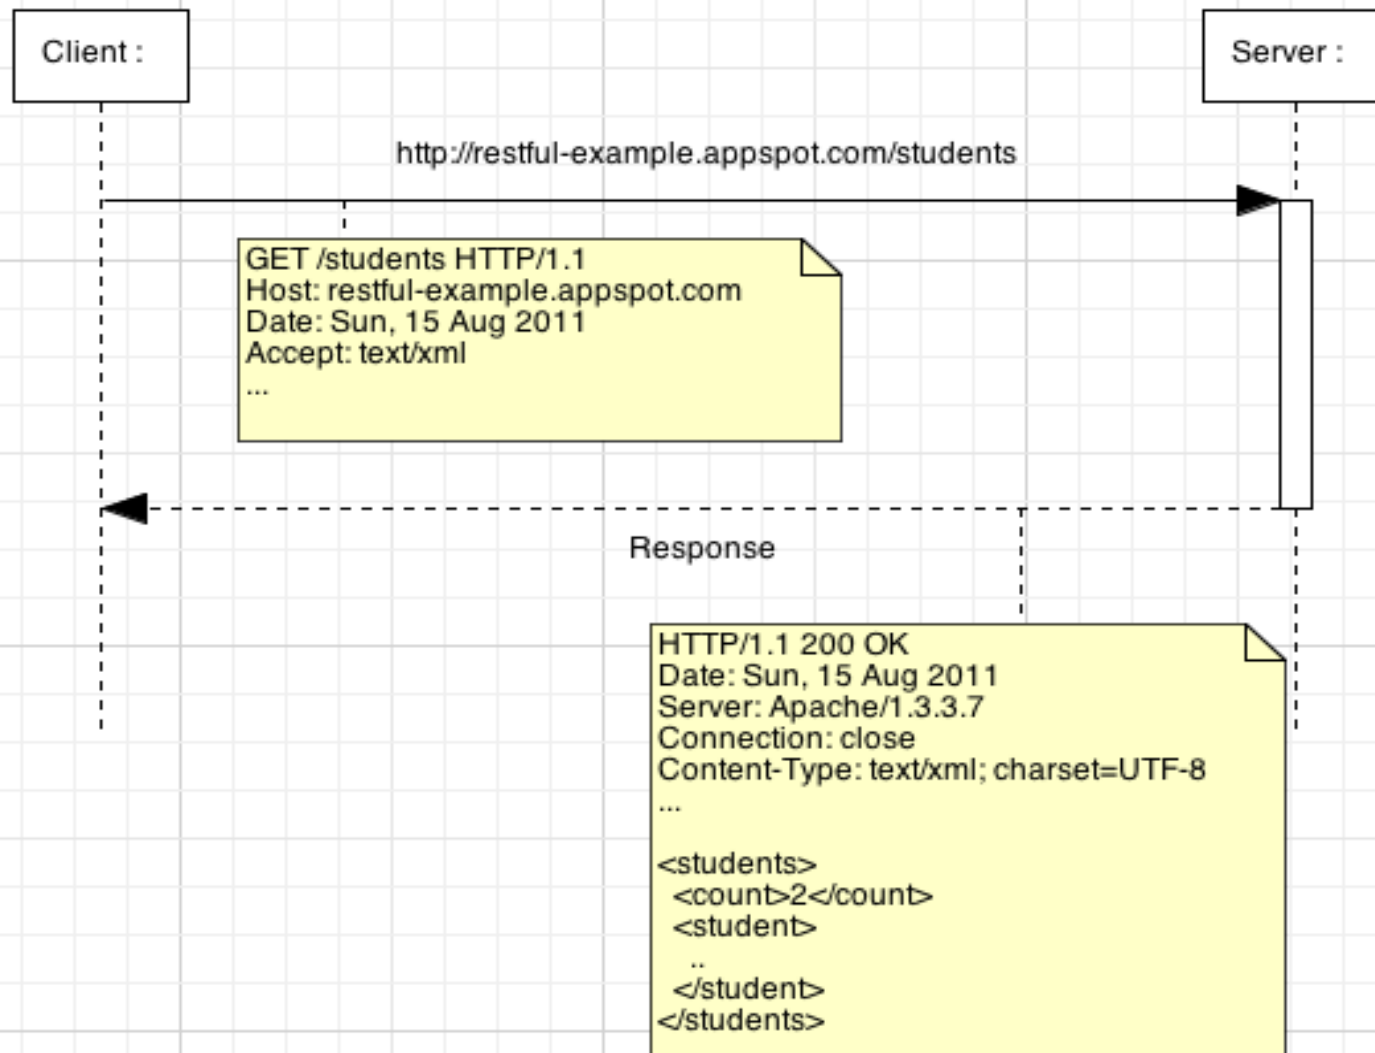 Client :
Server :
http://restful-example.appspot.com/students
GET /students HTTP/1.1
Host: restful-example.appspot.com
Date: Sun, 15 Aug 2011
Accept: text/xml
...
Response
HTTP/1.1 200 OK
Date: Sun, 15 Aug 2011
Server: Apache/1.3.3.7
Connection: close
Content-Type: text/xml; charset=UTF-8
...
<students>
<count>2</count>
<student>
..
</student>
</students>